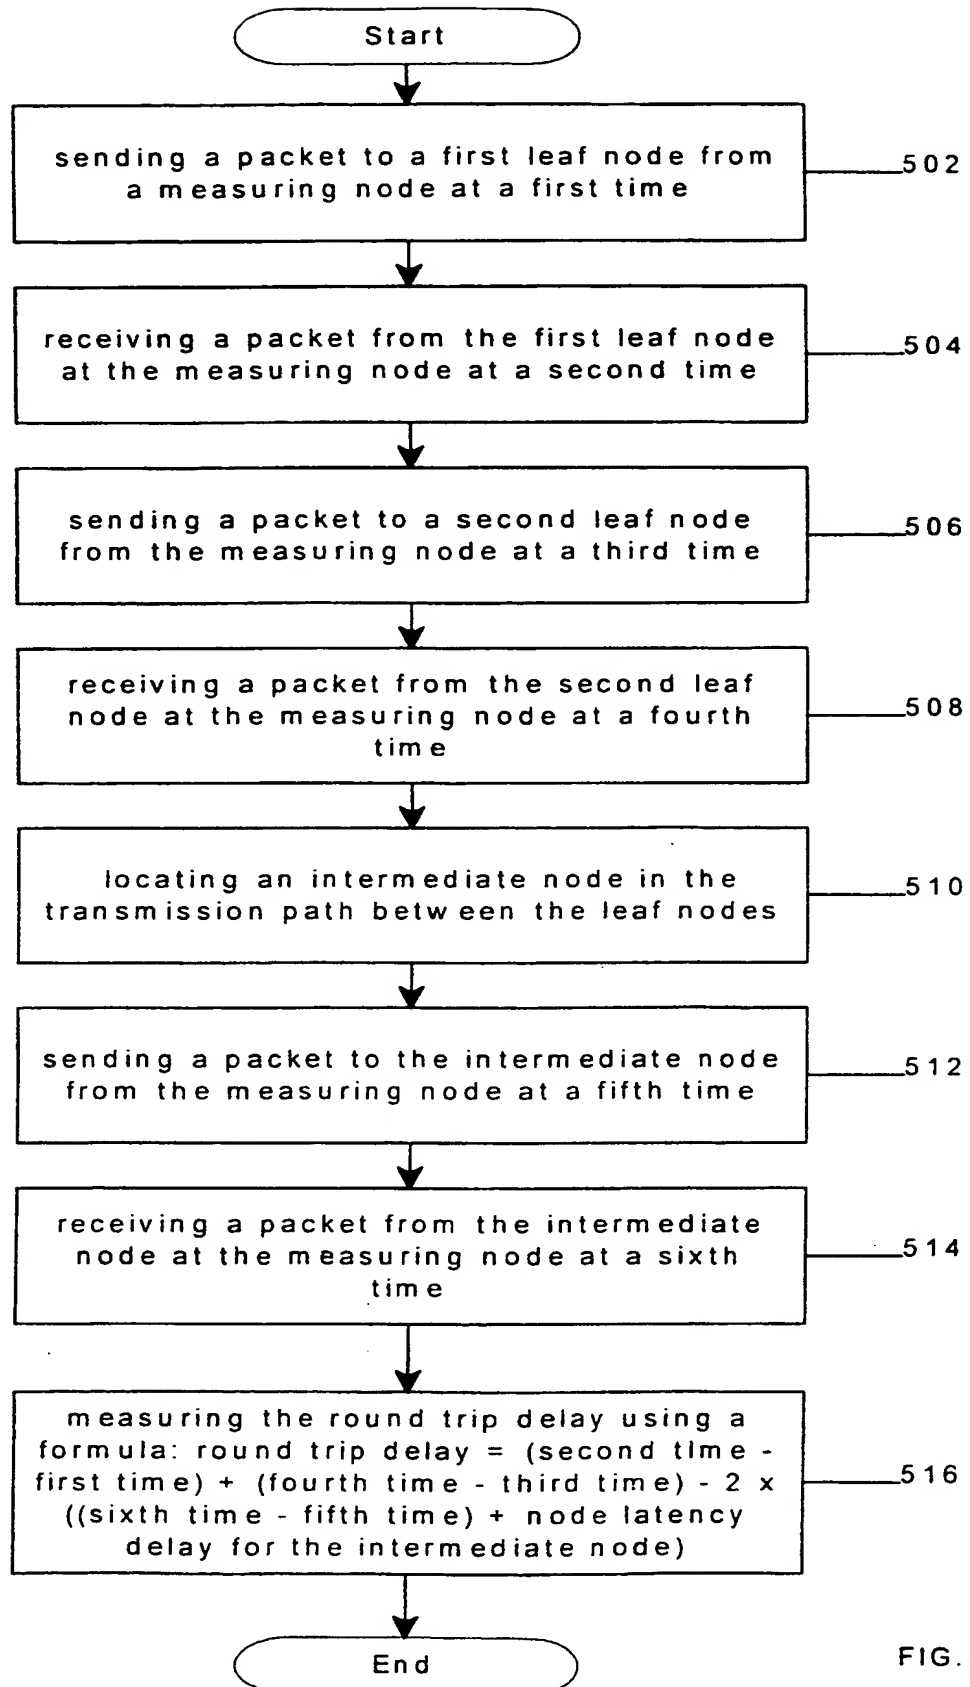 Start
sending a packet to a first leaf node from
a measuring node at a first time
502
receiving a packet from the first leaf node
at the measuring node at a second time
504
sending a packet to a second leaf node
from the measuring node at a third time
506
receiving a packet from the second leaf
node at the measuring node at a fourth
time
508
locating an intermediate node in the
transmission path between the leaf nodes
510
sending a packet to the intermediate node
from the measuring node at a fifth time
512
receiving a packet from the intermediate
node at the measuring node at a sixth
time
514
measuring the round trip delay using a
formula: round trip delay = (second time -
first time) + (fourth time - third time) - 2 x
((sixth time - fifth time) + node latency
delay for the intermediate node)
516
End
FIG.